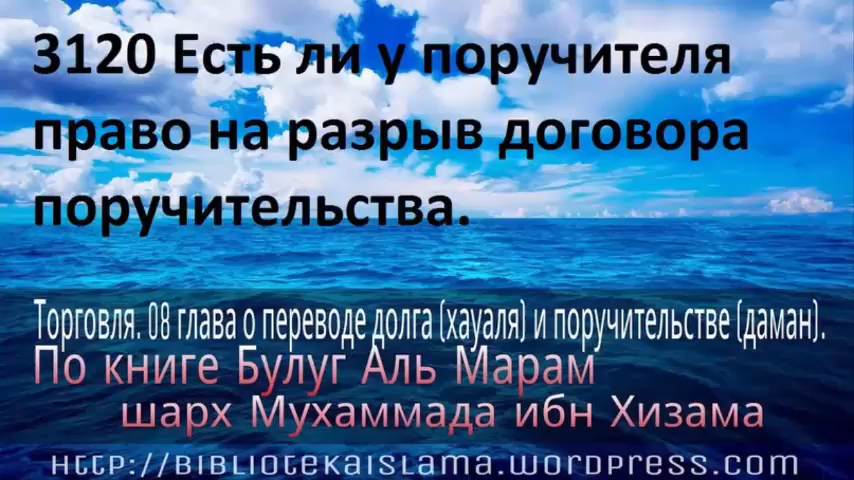 3120 Есть ли у поручителя
право на разрыв договора
поручительства.
Торговля. 08 глава о переводе долга (хауаля) и поручительстве (даман).
По книге Булуг Аль Марам
шарх Мухаммада ибн Хизама
HTTP://BIBLIOTEKAISLAMA.WORDPRESS.COM